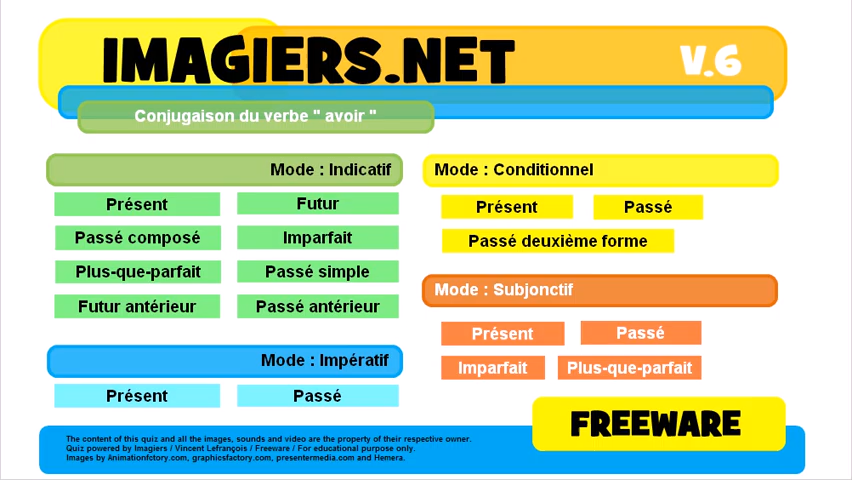 IMAGIERS.NET
V.6
Conjugaison du verbe " avoir "
Mode : Indicatif
Présent
Futur
Passé composé
Imparfait
Plus-que-parfait
Passé simple
Futur antérieur
Passé antérieur
Mode : Impératif
Présent
Passé
Mode : Conditionnel
Présent
Passé
Passé deuxième forme
Mode : Subjonctif
Présent
Passé
Imparfait
Plus-que-parfait
FREEWARE
The content of this quiz and all the images, sounds and video are the property of their respective owner.
Quiz powered by Imagiers / Vincent Lefrançois / Freeware / For educational purpose only.
Images by Animationfctory.com, graphicsfactory.com, presentermedia.com and Hemera.